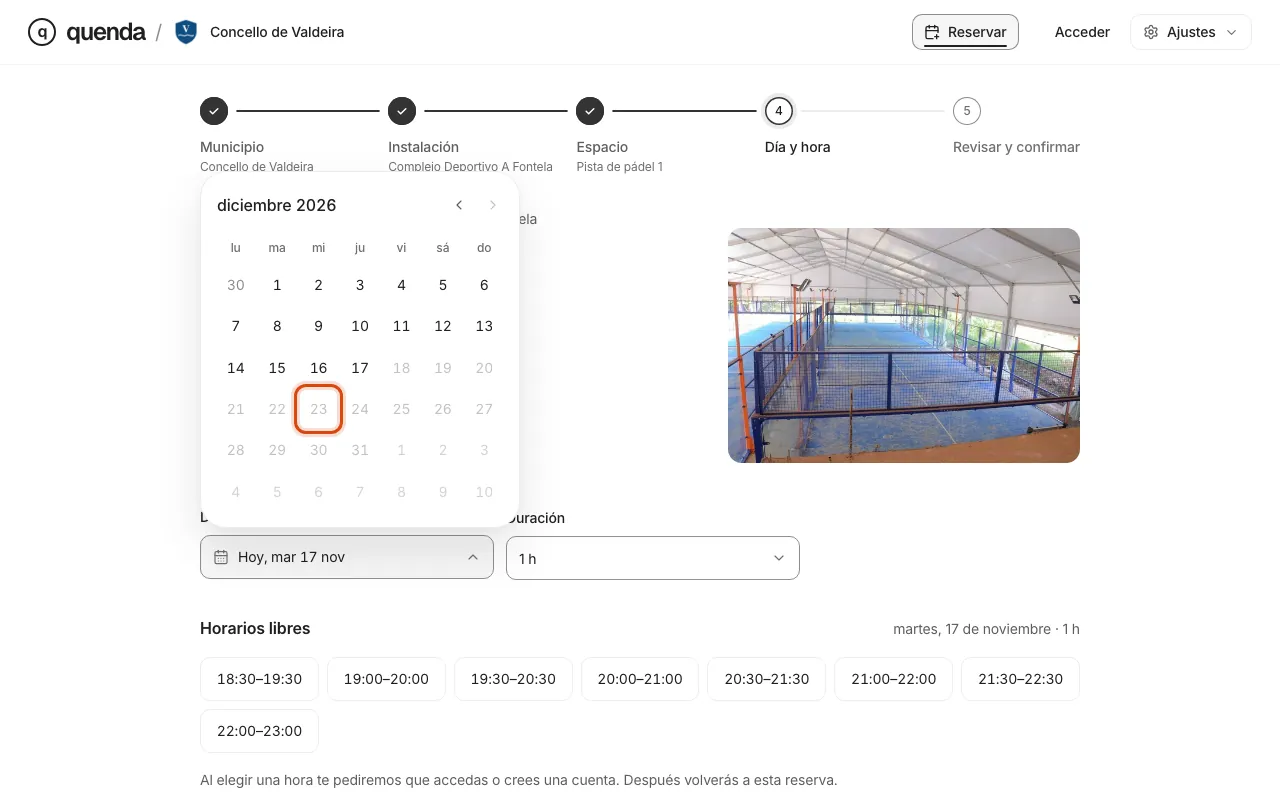 q quenda / V Concello de Valdeira
Reservar
Acceder
Ajustes
4
5
Municipio
Instalación
Espacio
Día y hora
Revisar y confirmar
Concello de Valdeira
Complejo Deportivo A Fontela
Pista de pádel 1
diciembre 2026
ela
lu ma mi ju vi sá do
30 1 2 3 4 5 6
7 8 9 10 11 12 13
14 15 16 17 18 19 20
21 22 23 24 25 26 27
28 29 30 31 1 2 3
4 5 6 7 8 9 10
Duración
Hoy, mar 17 nov
1 h
Horarios libres
martes, 17 de noviembre · 1 h
18:30–19:30 19:00–20:00 19:30–20:30 20:00–21:00 20:30–21:30 21:00–22:00 21:30–22:30
22:00–23:00
Al elegir una hora te pediremos que accedas o crees una cuenta. Después volverás a esta reserva.